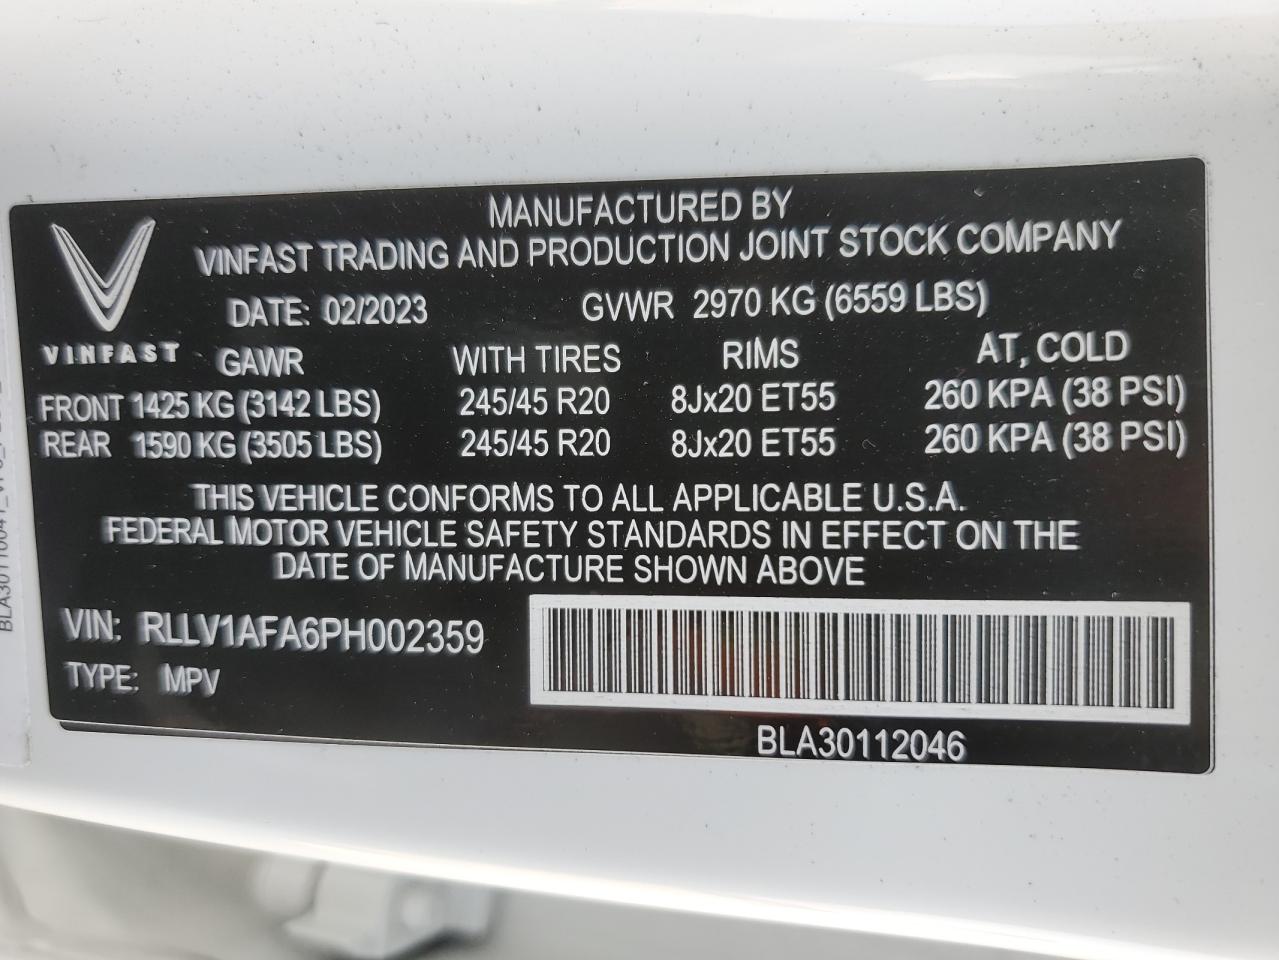 MANUFACTURED BY
VINFAST TRADING AND PRODUCTION JOINT STOCK COMPANY
DATE: 02/2023 GVWR 2970 KG (6559 LBS)
VINFAST GAWR WITH TIRES RIMS AT, COLD
FRONT 1425 KG (3142 LBS) 245/45 R20 8Jx20 ET55 260 KPA (38 PSI)
REAR 1590 KG (3505 LBS) 245/45 R20 8Jx20 ET55 260 KPA (38 PSI)
THIS VEHICLE CONFORMS TO ALL APPLICABLE U.S.A.
FEDERAL MOTOR VEHICLE SAFETY STANDARDS IN EFFECT ON THE
DATE OF MANUFACTURE SHOWN ABOVE
VIN: RLLV1AFA6PH002359
TYPE: MPV
BLA30112046